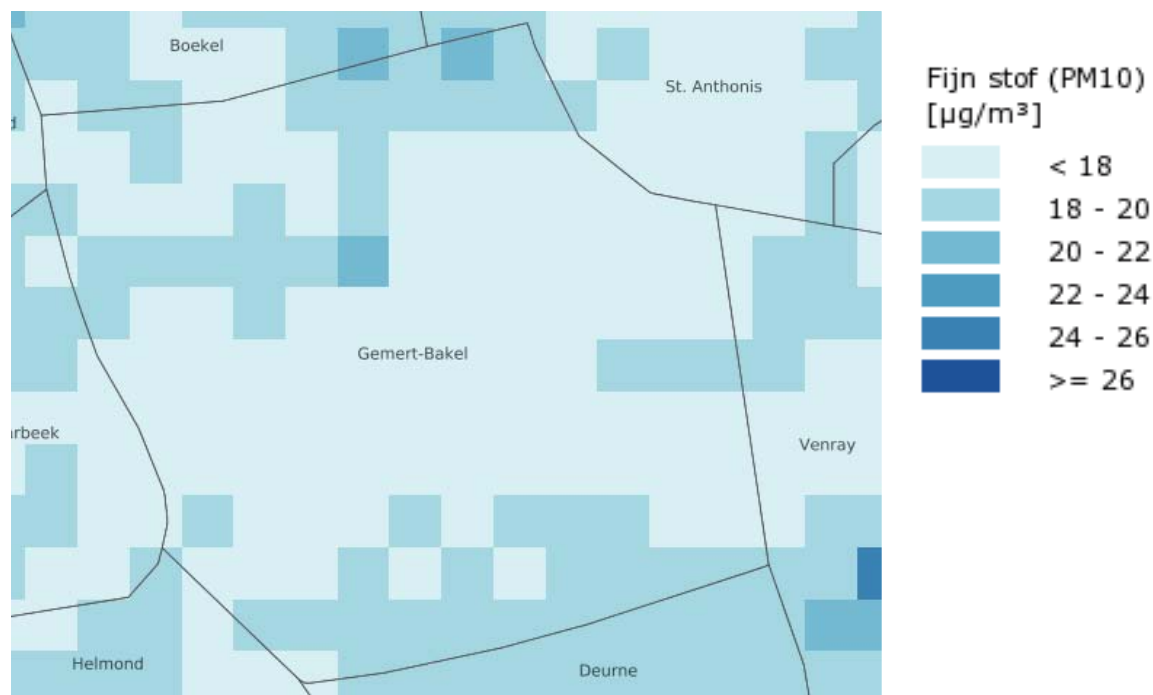 Boekel
St. Anthonis
d
Gemert-Bakel
rbeek
Venray
Helmond
Deurne
Fijn stof (PM10)
[µg/m³]
< 18
18 - 20
20 - 22
22 - 24
24 - 26
>= 26